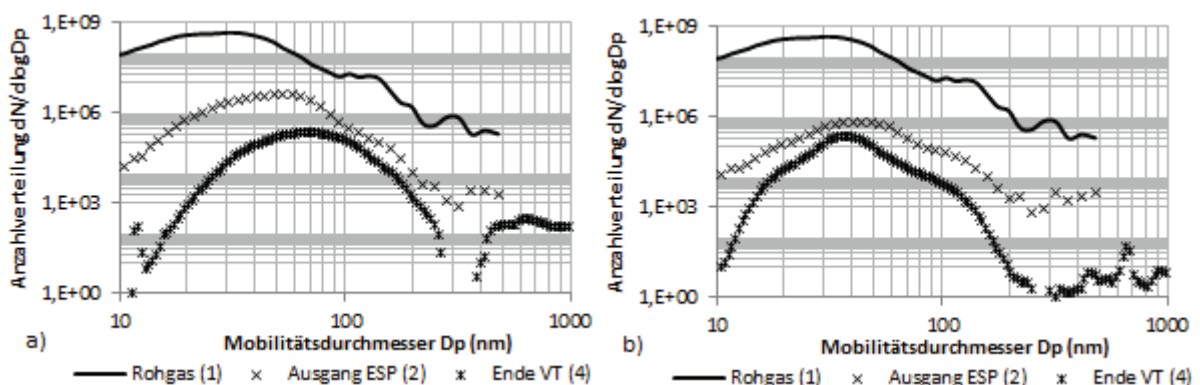 Anzahlverteilung dN/dlogDp
1,E+09
1,E+06
1,E+03
1,E+00
10
100
1000
a)
Mobilitätsdurchmesser Dp (nm)
Rohgas (1)
Ausgang ESP (2)
Ende VT (4)
Anzahlverteilung dN/dlogDp
1,E+09
1,E+06
1,E+03
1,E+00
10
100
1000
b)
Mobilitätsdurchmesser Dp (nm)
Rohgas (1)
Ausgang ESP (2)
Ende VT (4)